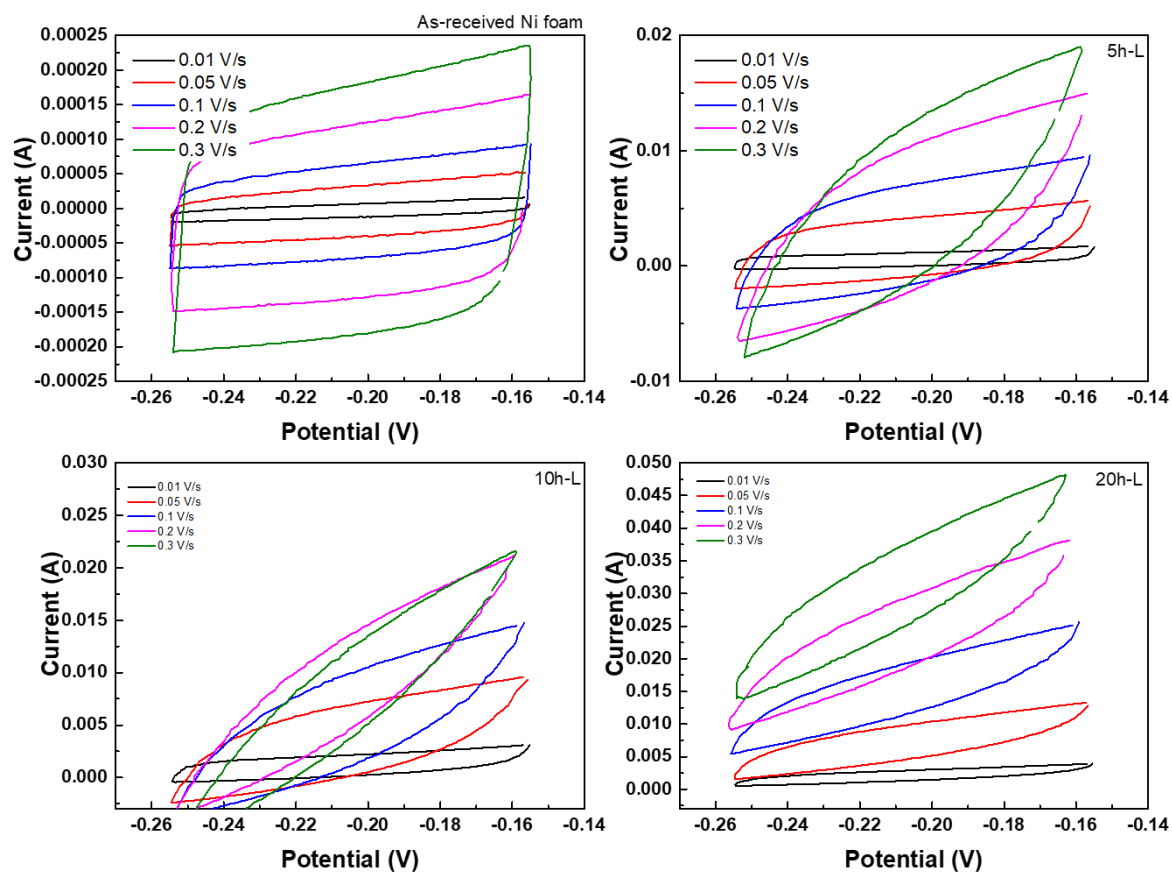 As-received Ni foam
0.00025
0.00020
0.00015
0.00010
0.00005
0.00000
-0.00005
-0.00010
-0.00015
-0.00020
-0.00025
Current (A)
0.01 V/s
0.05 V/s
0.1 V/s
0.2 V/s
0.3 V/s
-0.26 -0.24 -0.22 -0.20 -0.18 -0.16 -0.14
Potential (V)
5h-L
0.02
0.01
0.00
-0.01
Current (A)
0.01 V/s
0.05 V/s
0.1 V/s
0.2 V/s
0.3 V/s
-0.26 -0.24 -0.22 -0.20 -0.18 -0.16 -0.14
Potential (V)
10h-L
0.030
0.025
0.020
0.015
0.010
0.005
0.000
Current (A)
0.01 V/s
0.05 V/s
0.1 V/s
0.2 V/s
0.3 V/s
-0.26 -0.24 -0.22 -0.20 -0.18 -0.16 -0.14
Potential (V)
20h-L
0.050
0.045
0.040
0.035
0.030
0.025
0.020
0.015
0.010
0.005
0.000
Current (A)
0.01 V/s
0.05 V/s
0.1 V/s
0.2 V/s
0.3 V/s
-0.26 -0.24 -0.22 -0.20 -0.18 -0.16 -0.14
Potential (V)